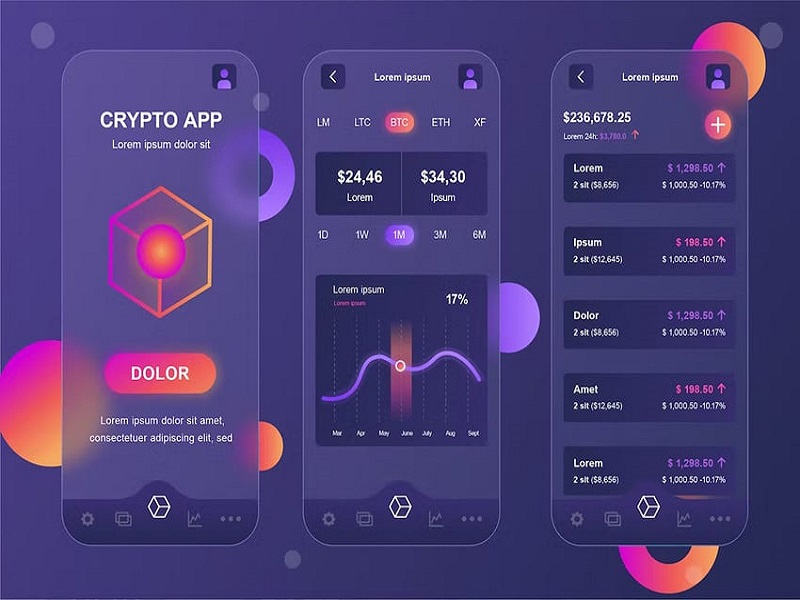 CRYPTO APP
Lorem ipsum dolor sit
DOLOR
Lorem ipsum dolor sit amet,
consectetuer adipiscing elit, sed
Lorem ipsum
LM LTC BTC ETH XF
$24,46 $34,30
Lorem Ipsum
1D 1W 1M 3M 6M
Lorem ipsum
Lorem ipsum
17%
Mar Apr May June July Aug Sept
Lorem ipsum
$236,678.25
Lorem 24h: $3,780.0
Lorem $ 1,298.50
2 sit ($8,656) $ 1,000.50 -10.17%
Ipsum $ 198.50
2 sit ($12,645) $ 1,000.50 -10.17%
Dolor $ 1,298.50
2 sit ($8,656) $ 1,000.50 -10.17%
Amet $ 198.50
2 sit ($12,645) $ 1,000.50 -10.17%
Lorem $ 1,298.50
2 sit ($8,656) $ 1,000.50 -10.17%